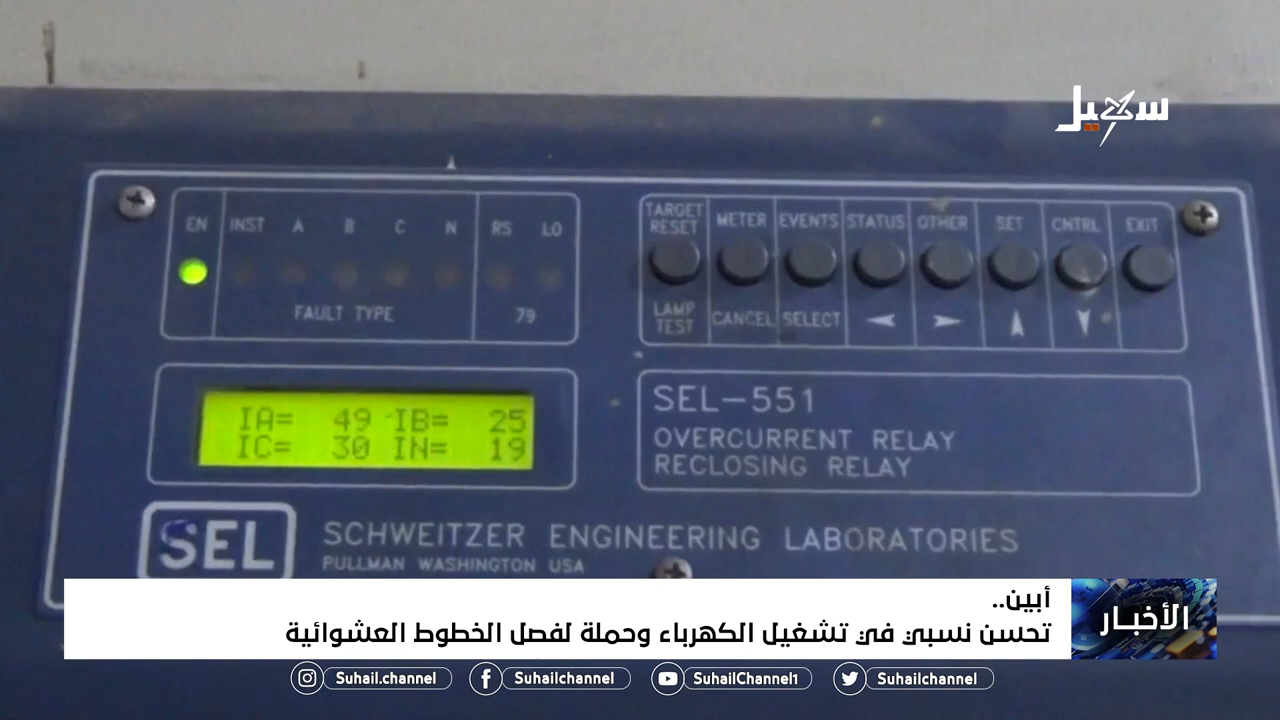 سهيل
EN INST A B C N RS LO
FAULT TYPE 79
TARGET RESET METER EVENTS STATUS OTHER SET CNTRL EXIT
LAMP TEST CANCEL SELECT
IA= 49 IB= 25
IC= 30 IN= 19
SEL-551
OVERCURRENT RELAY
RECLOSING RELAY
SEL
SCHWEITZER ENGINEERING LABORATORIES
PULLMAN WASHINGTON USA
الأخبار
أبين..
تحسن نسبي في تشغيل الكهرباء وحملة لفصل الخطوط العشوائية
Suhail.channel
Suhailchannel
SuhailChannel1
Suhailchannel